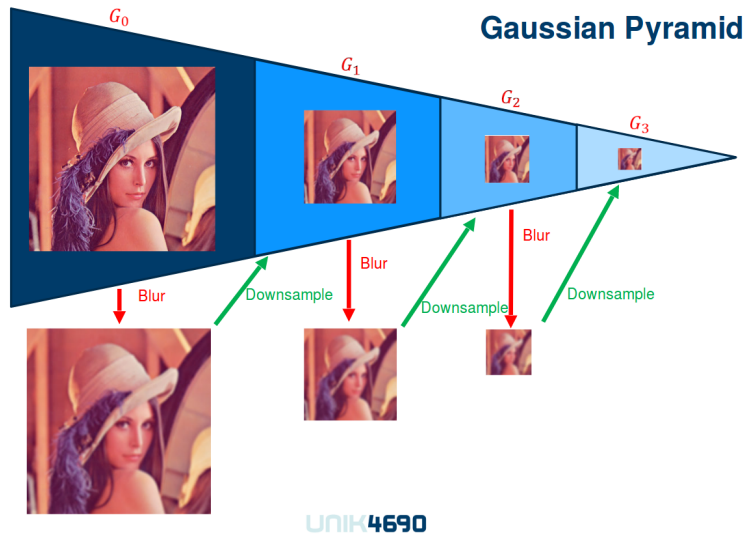 Gaussian Pyramid
G₀
G₁
G₂
G₃
Blur
Downsample
Blur
Downsample
Blur
Downsample
UNIK4690